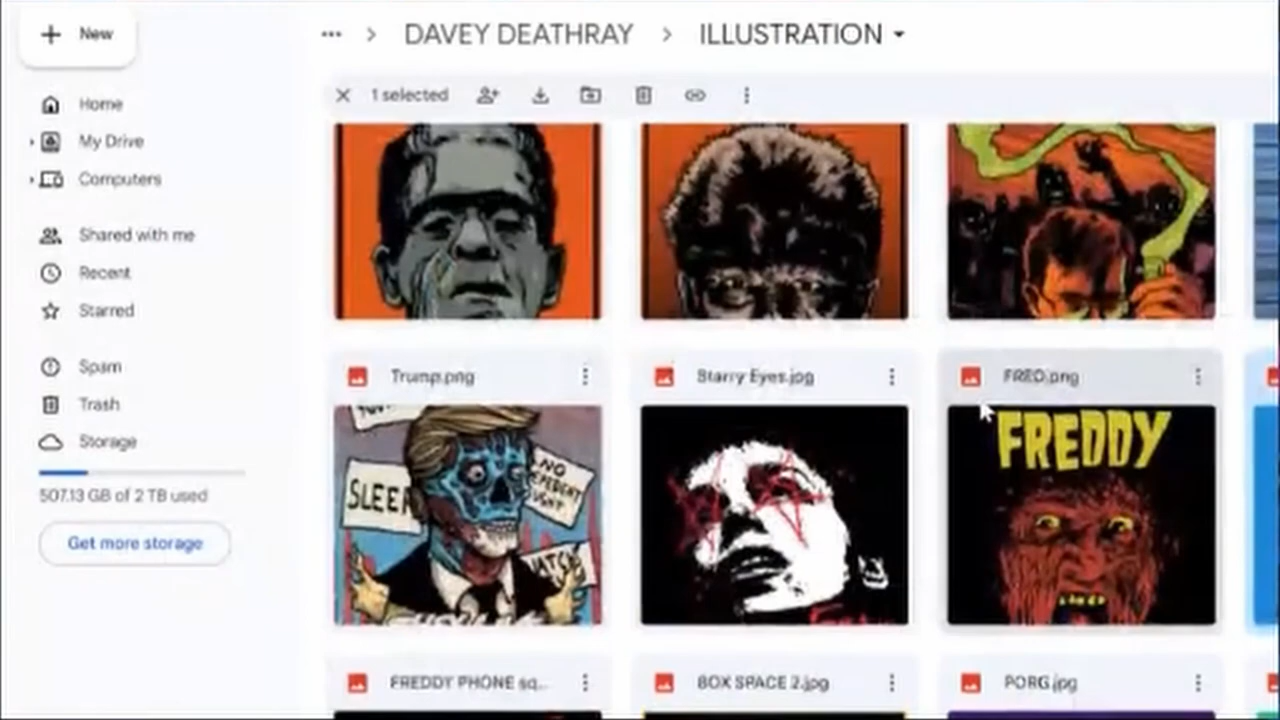 New
... > DAVEY DEATHRAY > ILLUSTRATION
1 selected
Home
My Drive
Computers
Shared with me
Recent
Starred
Spam
Trash
Storage
507.13 GB of 2 TB used
Get more storage
Trump.png
Starry Eyes.jpg
FRED.png
SLEEP
NO
FREDDY
FREDDY PHONE sq...
BOX SPACE 2.jpg
PORG.jpg